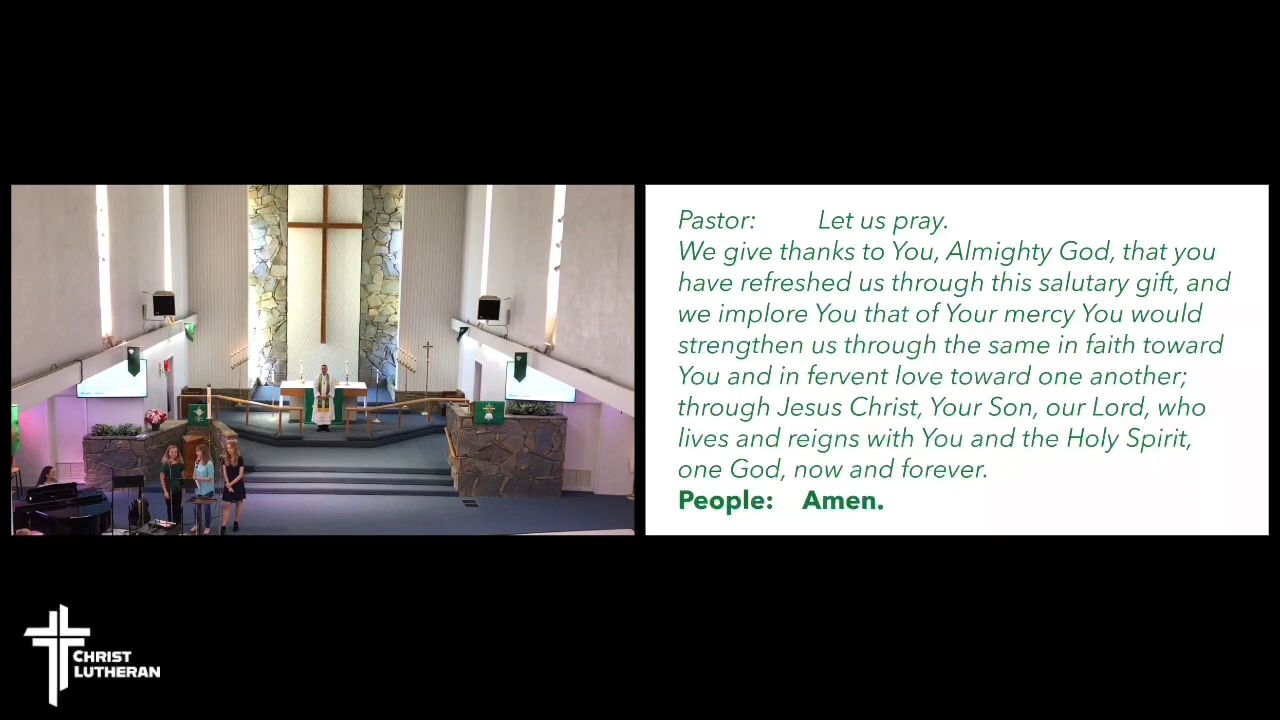 Pastor: Let us pray.
We give thanks to You, Almighty God, that you
have refreshed us through this salutary gift, and
we implore You that of Your mercy You would
strengthen us through the same in faith toward
You and in fervent love toward one another;
through Jesus Christ, Your Son, our Lord, who
lives and reigns with You and the Holy Spirit,
one God, now and forever.
People: Amen.
CHRIST
LUTHERAN